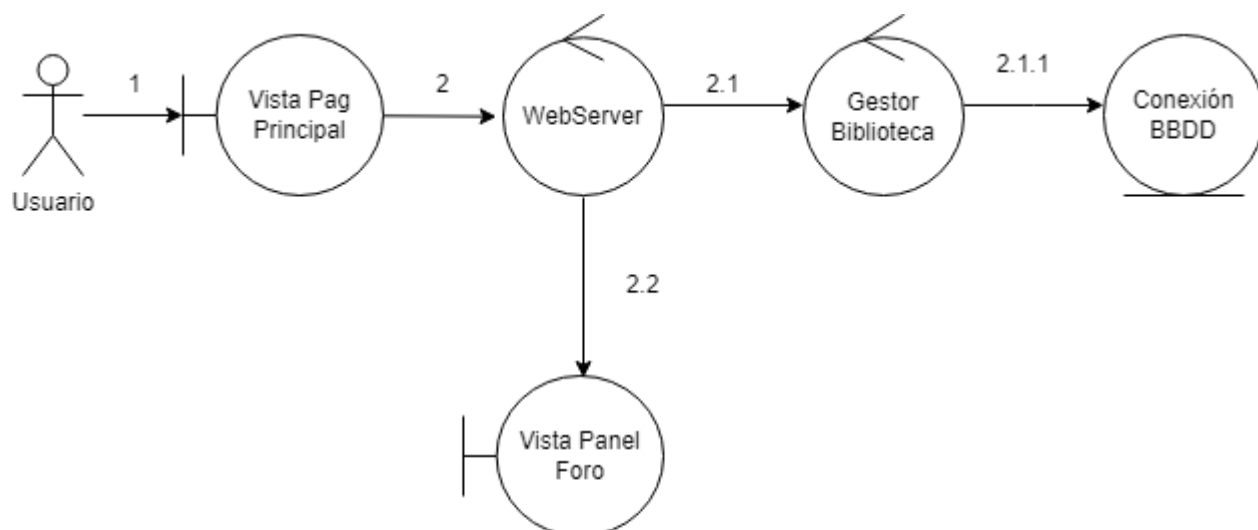 1
2
2.1
2.1.1
Vista Pag
Principal
WebServer
Gestor
Biblioteca
Conexión
BBDD
Usuario
2.2
Vista Panel
Foro